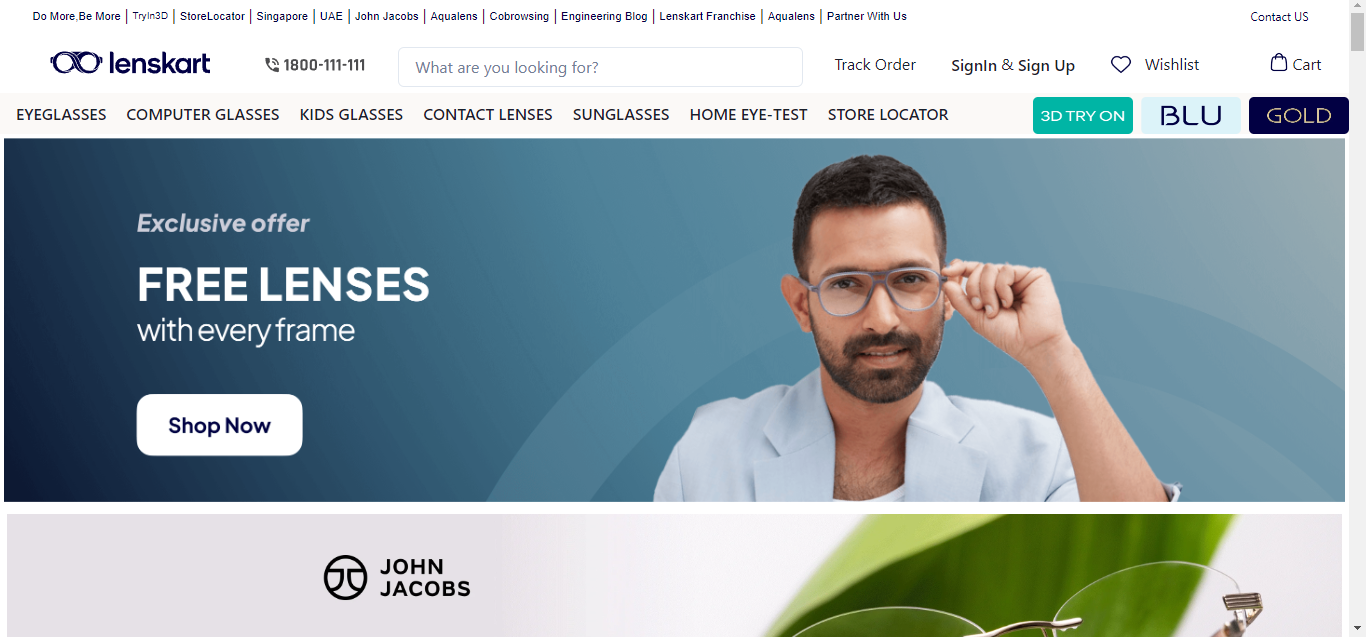 Do More,Be More | TryIn3D | StoreLocator | Singapore | UAE | John Jacobs | Aqualens | Cobrowsing | Engineering Blog | Lenskart Franchise | Aqualens | Partner With Us
Contact US
lenskart
1800-111-111
What are you looking for?
Track Order
SignIn & Sign Up
Wishlist
Cart
EYEGLASSES COMPUTER GLASSES KIDS GLASSES CONTACT LENSES SUNGLASSES HOME EYE-TEST STORE LOCATOR
3D TRY ON
BLU
GOLD
Exclusive offer
FREE LENSES
with every frame
Shop Now
JOHN
JACOBS